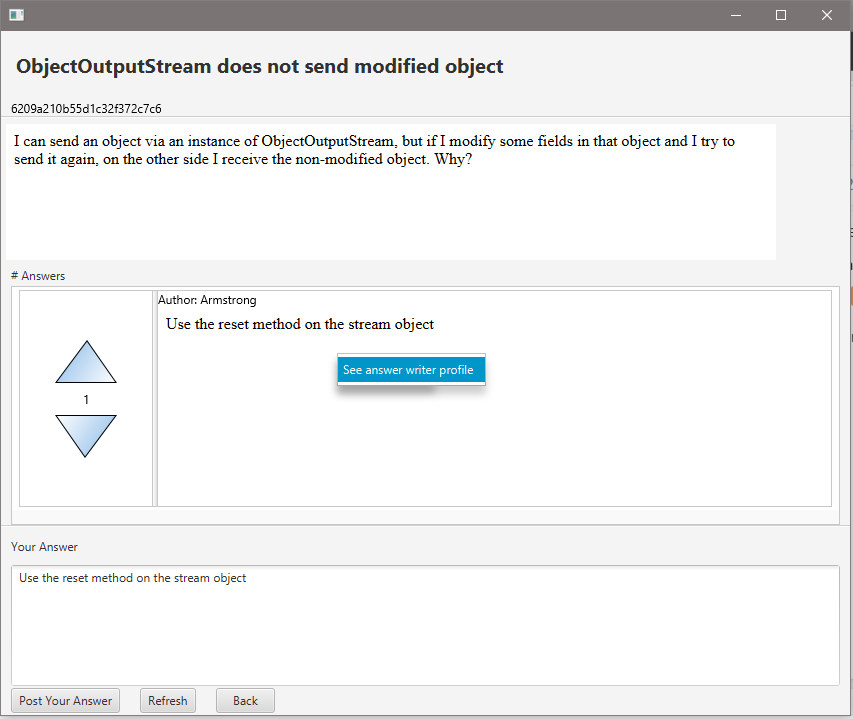 ObjectOutputStream does not send modified object
6209a210b55d1c32f372c7c6
I can send an object via an instance of ObjectOutputStream, but if I modify some fields in that object and I try to
send it again, on the other side I receive the non-modified object. Why?
# Answers
Author: Armstrong
Use the reset method on the stream object
See answer writer profile
1
Your Answer
Use the reset method on the stream object
Post Your Answer Refresh Back